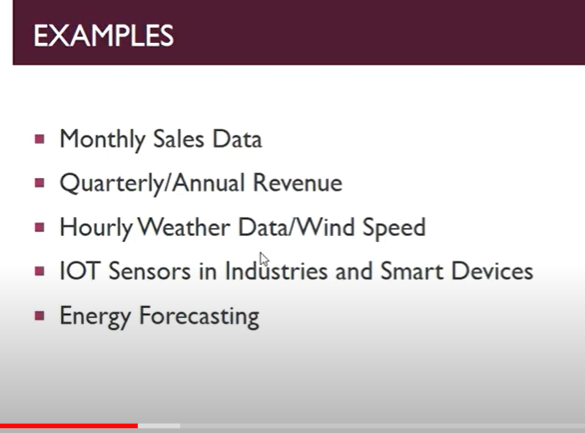 EXAMPLES
Monthly Sales Data
Quarterly/Annual Revenue
Hourly Weather Data/Wind Speed
IOT Sensors in Industries and Smart Devices
Energy Forecasting